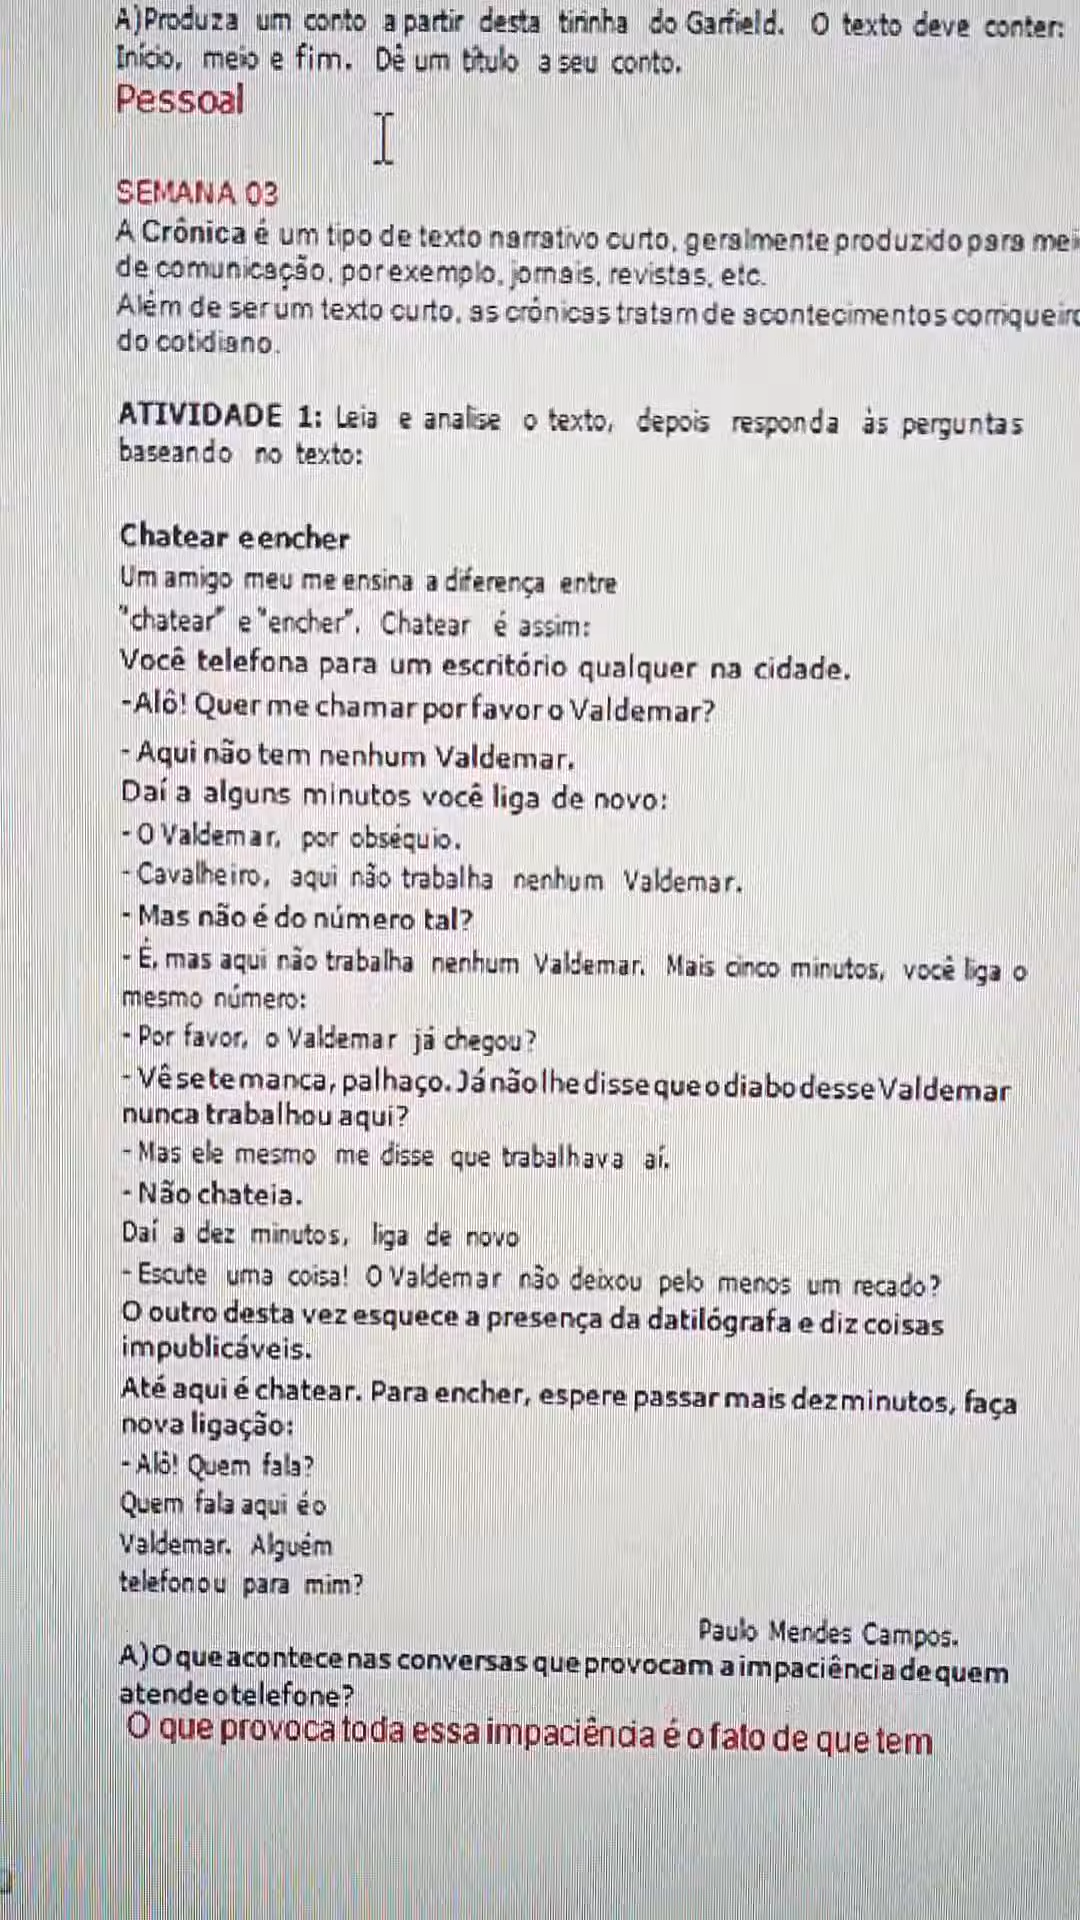 A)Produza um conto a partir desta tirinha do Garfield. O texto deve conter:
Início, meio e fim. Dê um título a seu conto.
Pessoal
SEMANA 03
A Crônica é um tipo de texto narrativo curto, geralmente produzido para
de comunicação, por exemplo, jornais, revistas, etc.
Além de ser um texto curto, as crônicas tratam de acontecimentos
do cotidiano.
ATIVIDADE 1: Leia e analise o texto, depois responda às perguntas
baseando no texto:
Chatear e encher
Um amigo meu me ensina a diferença entre
"chatear" e "encher". Chatear é assim:
Você telefona para um escritório qualquer na cidade.
-Alô! Quer me chamar por favor o Valdemar?
- Aqui não tem nenhum Valdemar.
Daí a alguns minutos você liga de novo:
- O Valdemar, por obséquio.
- Cavalheiro, aqui não trabalha nenhum Valdemar.
- Mas não é do número tal?
- É, mas aqui não trabalha nenhum Valdemar. Mais cinco minutos, você liga o
mesmo número:
- Por favor, o Valdemar já chegou?
- Vê se te manca, palhaço. Já não lhe disse que o diabo desse Valdemar
nunca trabalhou aqui?
- Mas ele mesmo me disse que trabalhava aí.
- Não chateia.
Daí a dez minutos, liga de novo
- Escute uma coisa! O Valdemar não deixou pelo menos um recado?
O outro desta vez esquece a presença da datilógrafa e diz coisas
impublicáveis.
Até aqui é chatear. Para encher, espere passar mais dez minutos, faça
nova ligação:
- Alô! Quem fala?
Quem fala aqui é o
Valdemar. Alguém
telefonou para mim?
Paulo Mendes Campos.
A) O que acontece nas conversas que provocam a impaciência de quem
atende o telefone?
O que provoca toda essa impaciência é o fato de que tem